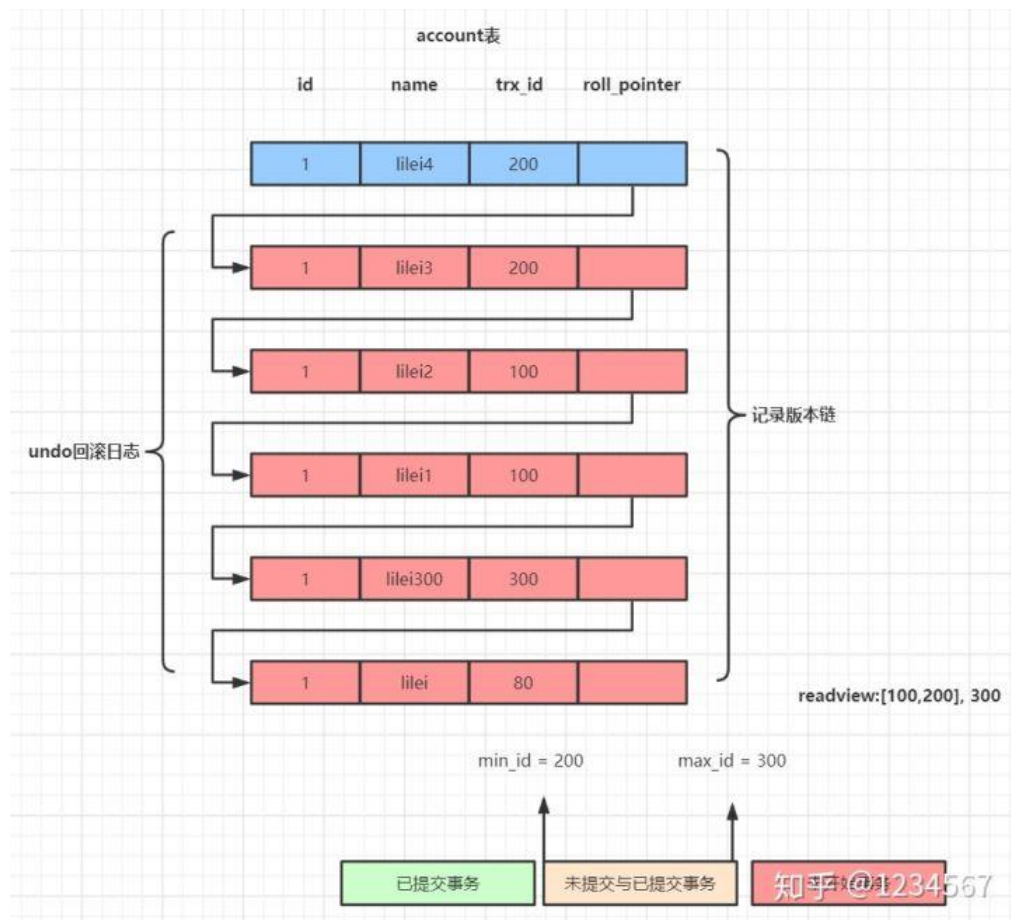 account表
id name trx_id roll_pointer
1 lilei4 200
1 lilei3 200
1 lilei2 100
记录版本链
undo回滚日志
1 lilei1 100
1 lilei300 300
1 lilei 80
readview:[100,200], 300
min_id = 200 max_id = 300
已提交事务 未提交与已提交事务
知乎 @1234567